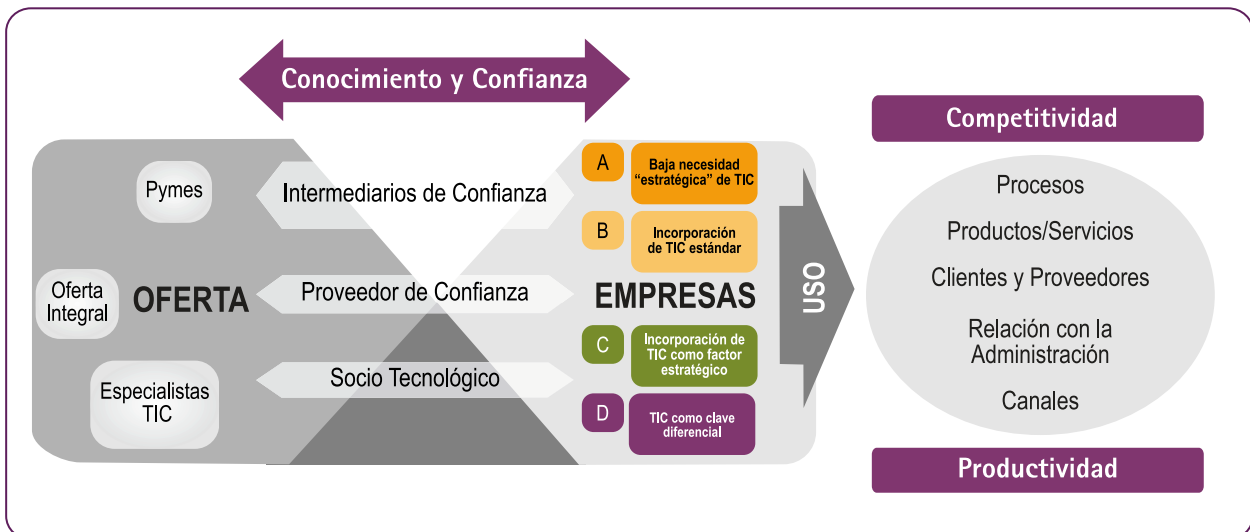 Conocimiento y Confianza
Pymes
Oferta
Integral
OFERTA
Especialistas
TIC
Intermediarios de Confianza
Proveedor de Confianza
Socio Tecnológico
A
Baja necesidad
“estratégica” de TIC
B
Incorporación
de TIC estándar
EMPRESAS
C
Incorporación de
TIC como factor
estratégico
D
TIC como clave
diferencial
USO
Competitividad
Procesos
Productos/Servicios
Clientes y Proveedores
Relación con la
Administración
Canales
Productividad